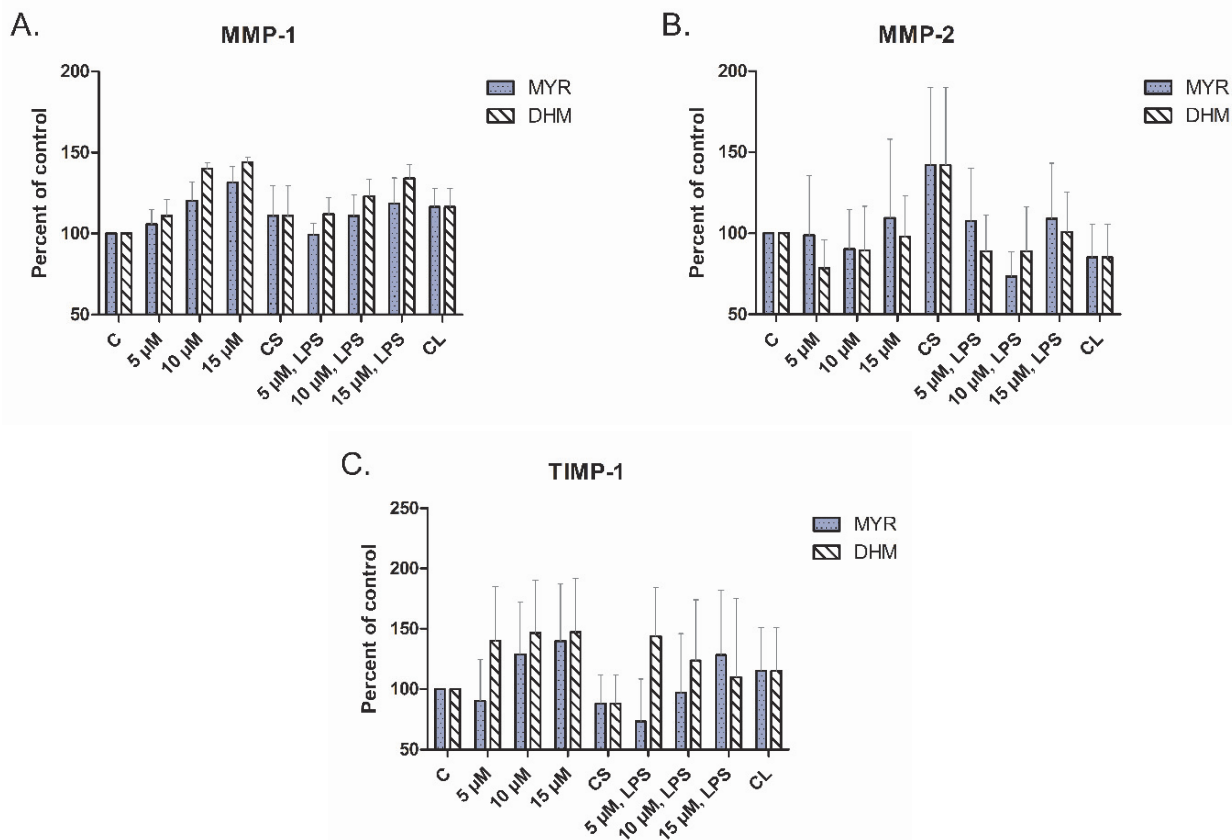 A.
MMP-1
Percent of control
200
150
100
50
MYR
DHM
C
5 µM
10 µM
15 µM
CS
5 µM, LPS
10 µM, LPS
15 µM, LPS
CL
B.
MMP-2
Percent of control
200
150
100
50
MYR
DHM
C
5 µM
10 µM
15 µM
CS
5 µM, LPS
10 µM, LPS
15 µM, LPS
CL
C.
TIMP-1
Percent of control
250
200
150
100
50
MYR
DHM
C
5 µM
10 µM
15 µM
CS
5 µM, LPS
10 µM, LPS
15 µM, LPS
CL